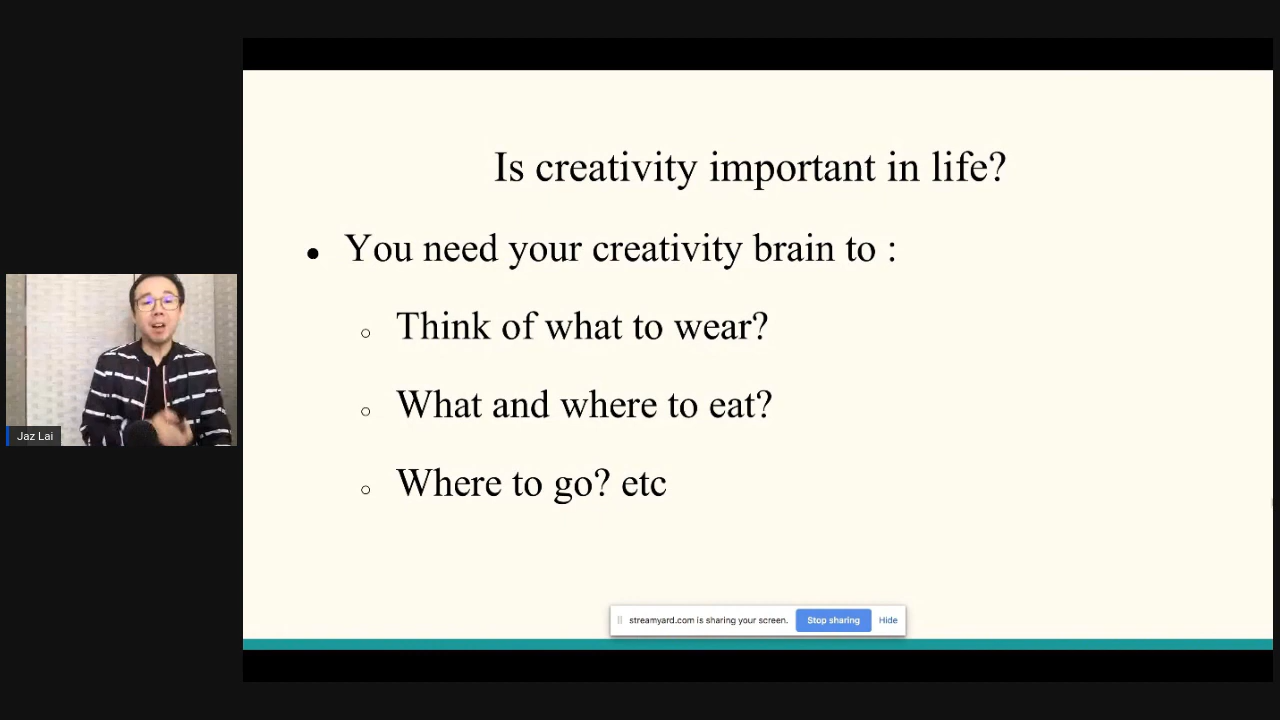 Is creativity important in life?
● You need your creativity brain to :
○ Think of what to wear?
○ What and where to eat?
○ Where to go? etc
Jaz Lai
streamyard.com is sharing your screen. Stop sharing Hide